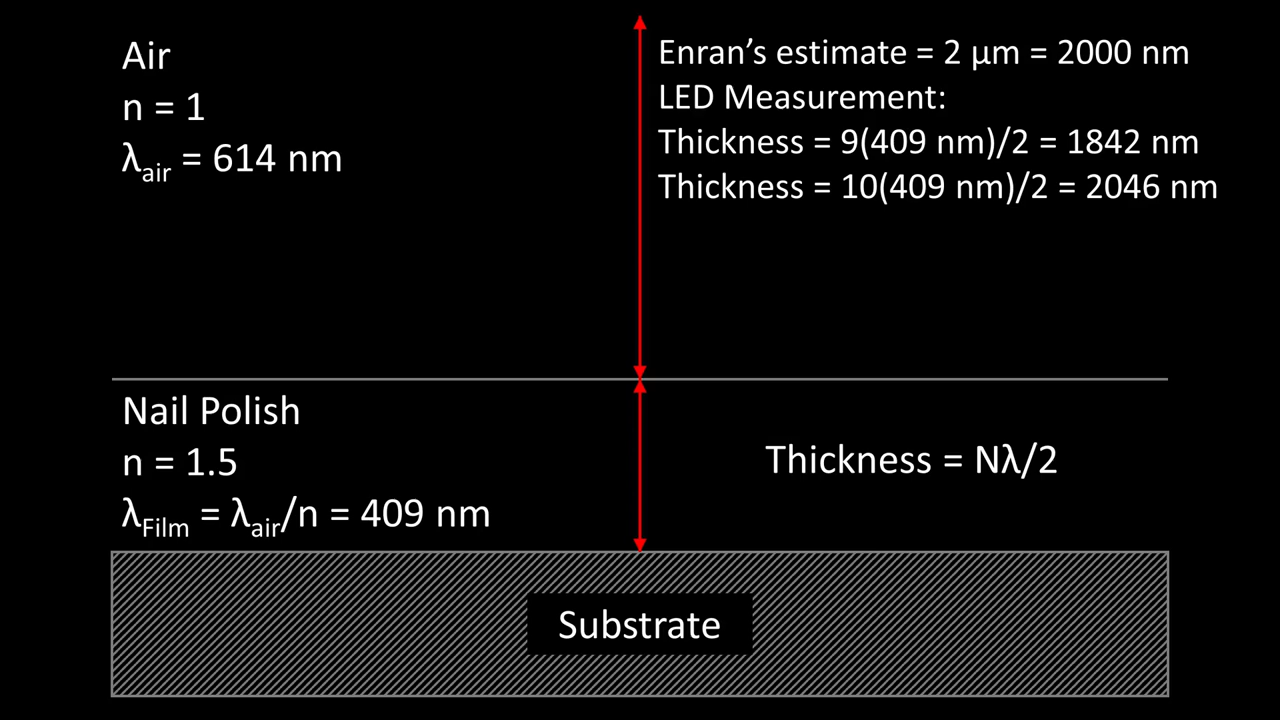 Air
n = 1
λair = 614 nm
Enran’s estimate = 2 μm = 2000 nm
LED Measurement:
Thickness = 9(409 nm)/2 = 1842 nm
Thickness = 10(409 nm)/2 = 2046 nm
Nail Polish
n = 1.5
λFilm = λair/n = 409 nm
Thickness = Nλ/2
Substrate